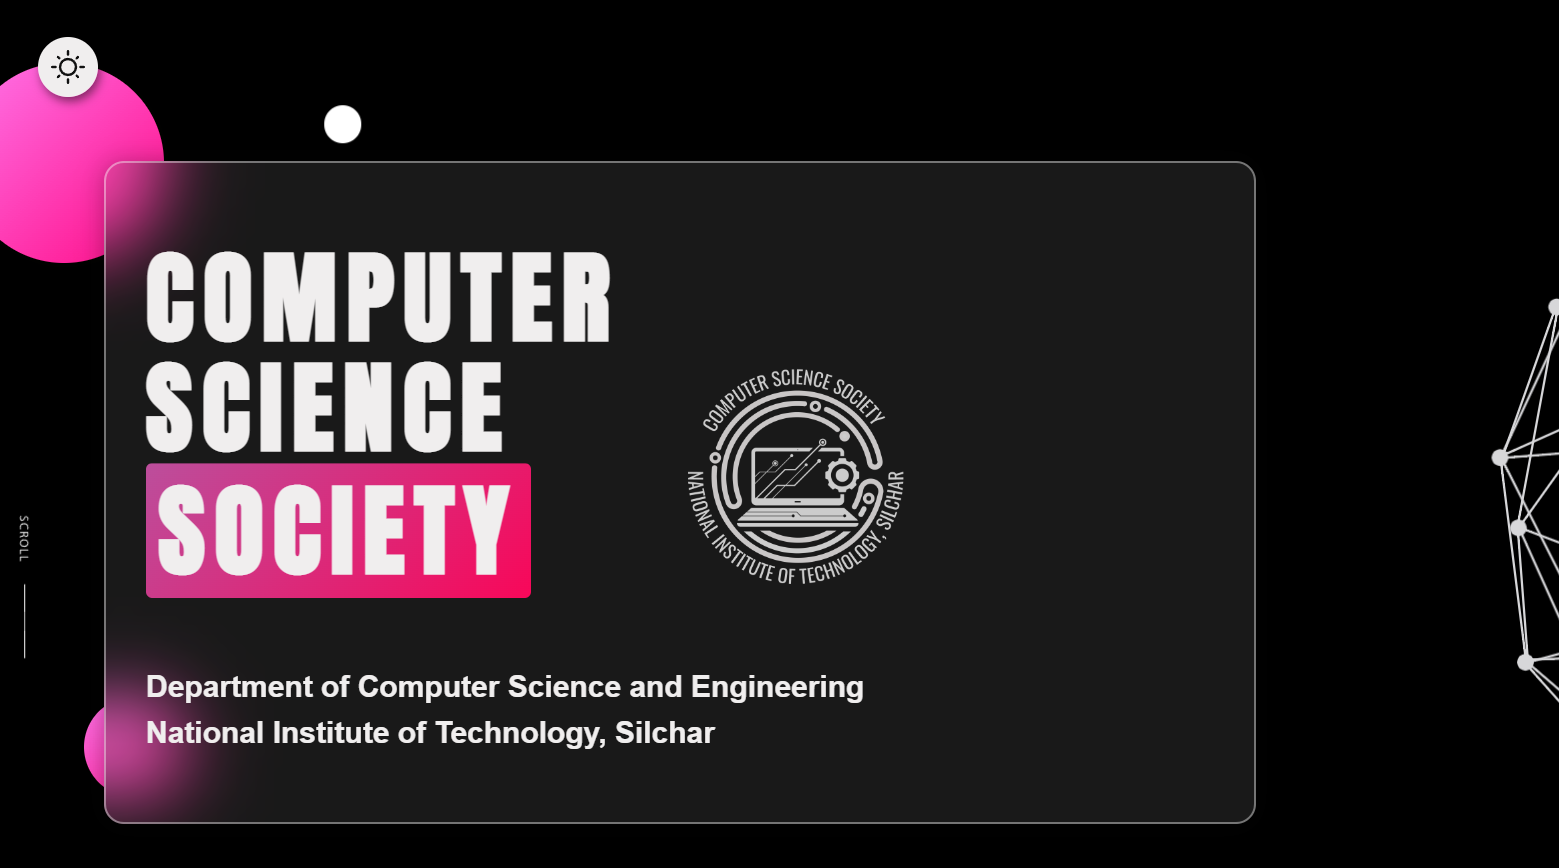 COMPUTER
SCIENCE
SOCIETY
COMPUTER SCIENCE SOCIETY
NATIONAL INSTITUTE OF TECHNOLOGY, SILCHAR
SCROLL
Department of Computer Science and Engineering
National Institute of Technology, Silchar